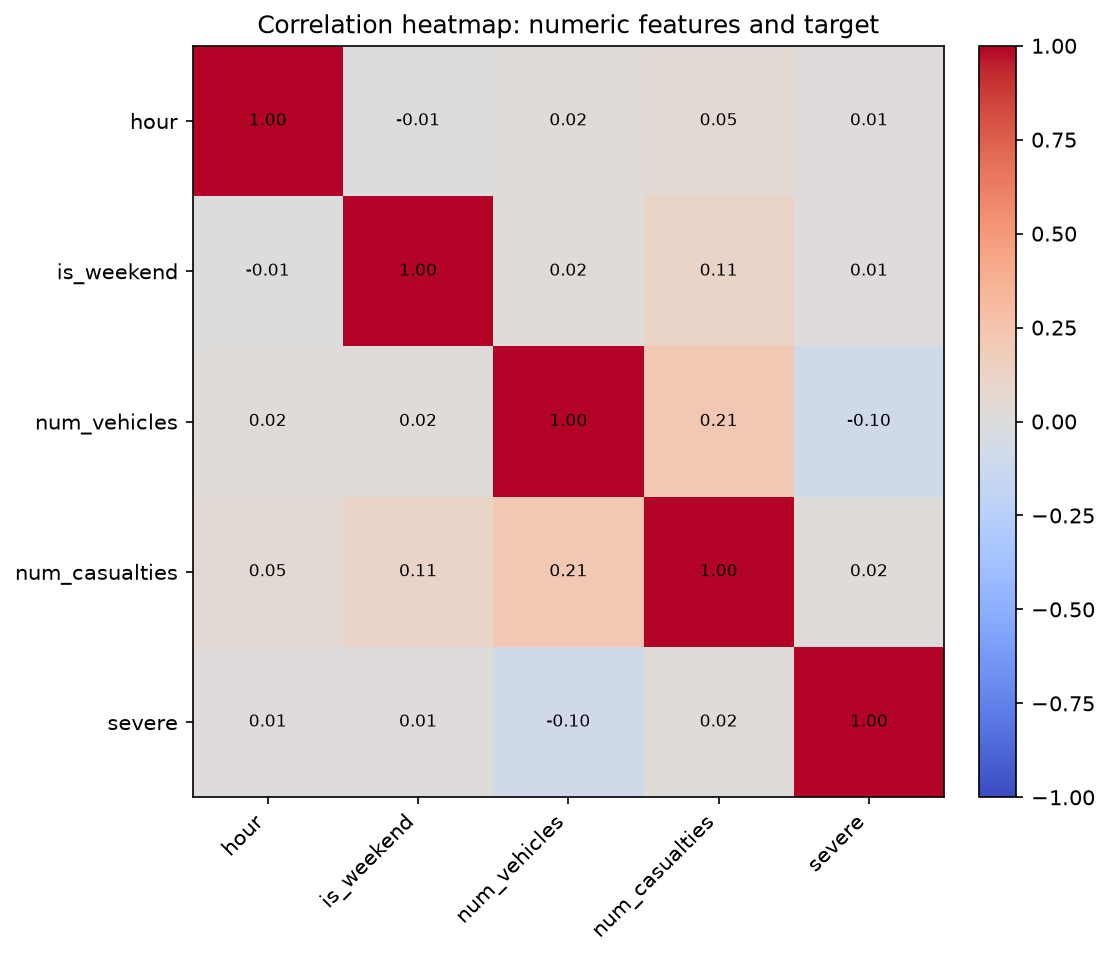 Correlation heatmap: numeric features and target
hour 1.00 -0.01 0.02 0.05 0.01
is_weekend -0.01 1.00 0.02 0.11 0.01
num_vehicles 0.02 0.02 1.00 0.21 -0.10
num_casualties 0.05 0.11 0.21 1.00 0.02
severe 0.01 0.01 -0.10 0.02 1.00
hour is_weekend num_vehicles num_casualties severe
1.00
0.75
0.50
0.25
0.00
−0.25
−0.50
−0.75
−1.00